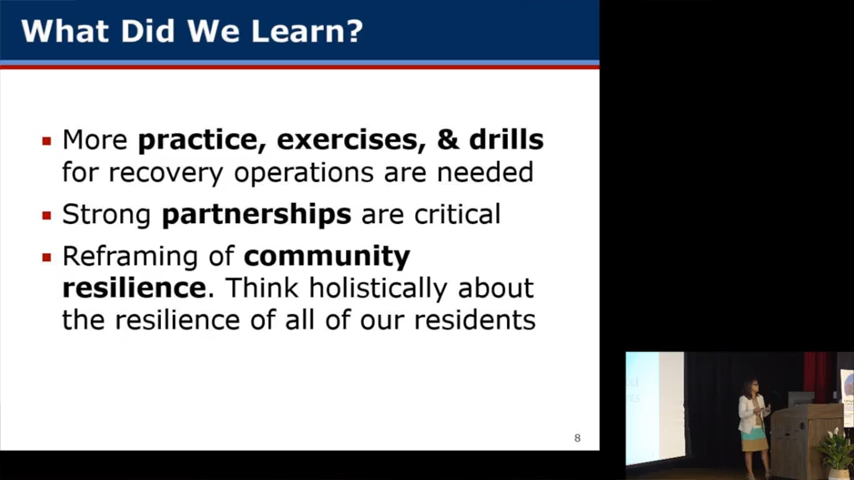 What Did We Learn?
▪ More practice, exercises, & drills
for recovery operations are needed
▪ Strong partnerships are critical
▪ Reframing of community
resilience. Think holistically about
the resilience of all of our residents
8